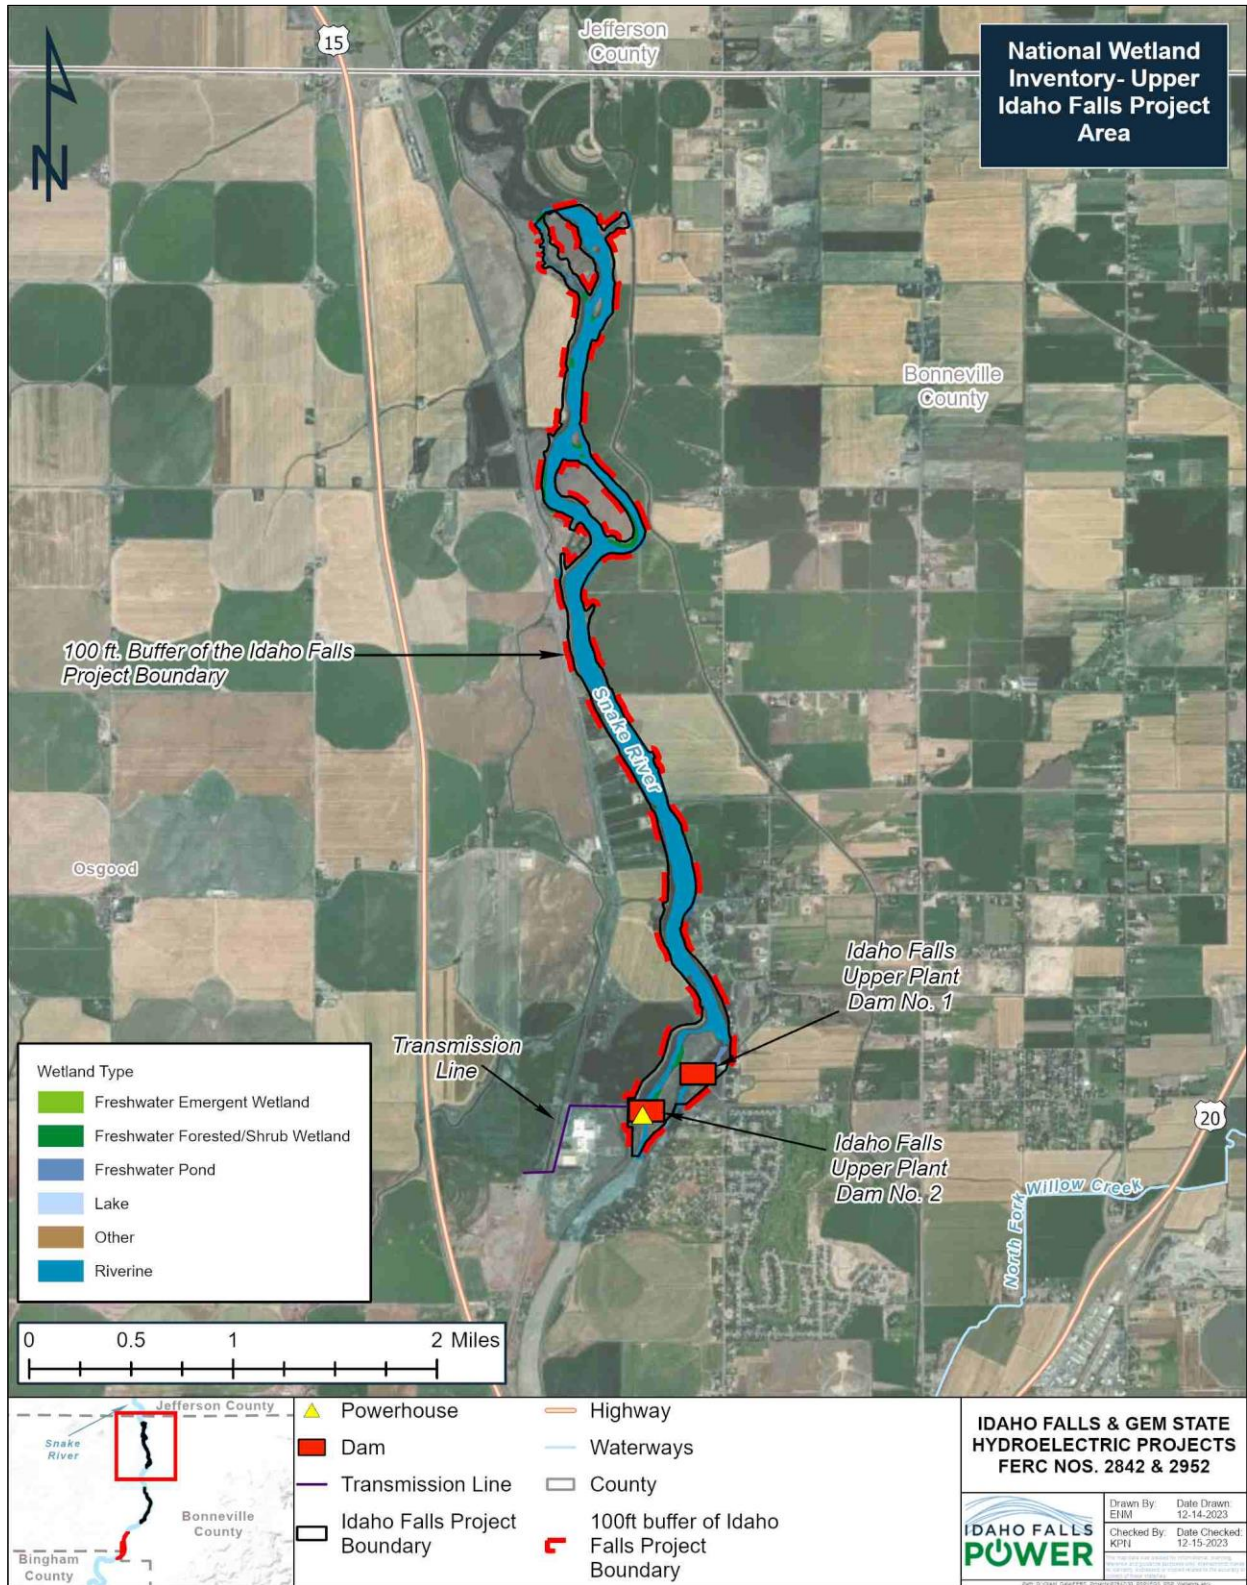 15
Jefferson
County
National Wetland
Inventory- Upper
Idaho Falls Project
Area
N
Bonneville
County
100 ft. Buffer of the Idaho Falls
Project Boundary
Snake River
Osgood
Idaho Falls
Upper Plant
Dam No. 1
Transmission
Line
Idaho Falls
Upper Plant
Dam No. 2
20
North Fork Willow Creek
Wetland Type
Freshwater Emergent Wetland
Freshwater Forested/Shrub Wetland
Freshwater Pond
Lake
Other
Riverine
0 0.5 1 2 Miles
Jefferson County
Snake
River
Bonneville
County
Bingham
County
Powerhouse
Dam
Transmission Line
Idaho Falls Project
Boundary
Highway
Waterways
County
100ft buffer of Idaho
Falls Project
Boundary
IDAHO FALLS & GEM STATE
HYDROELECTRIC PROJECTS
FERC NOS. 2842 & 2952
IDAHO FALLS
POWER
Drawn By: Date Drawn:
ENM 12-14-2023
Checked By: Date Checked:
KPN 12-15-2023